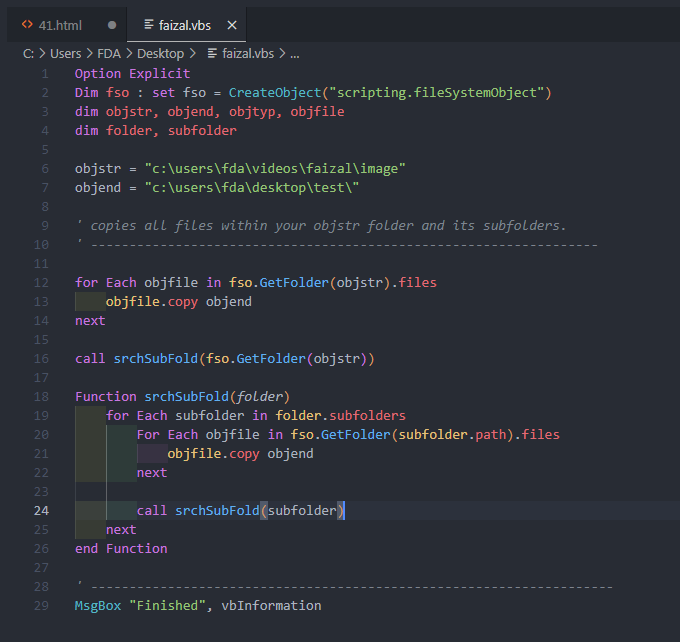 41.html
faizal.vbs
C: > Users > FDA > Desktop > faizal.vbs > ...
1 Option Explicit
2 Dim fso : set fso = CreateObject("scripting.fileSystemObject")
3 dim objstr, objend, objtyp, objfile
4 dim folder, subfolder
5
6 objstr = "c:\users\fda\videos\faizal\image"
7 objend = "c:\users\fda\desktop\test\"
8
9 ' copies all files within your objstr folder and its subfolders.
10 ' ------------------------------------------------------------------
11
12 for Each objfile in fso.GetFolder(objstr).files
13     objfile.copy objend
14 next
15
16 call srchSubFold(fso.GetFolder(objstr))
17
18 Function srchSubFold(folder)
19     for Each subfolder in folder.subfolders
20         For Each objfile in fso.GetFolder(subfolder.path).files
21             objfile.copy objend
22         next
23
24         call srchSubFold(subfolder)
25     next
26 end Function
27
28 ' --------------------------------------------------------------------
29 MsgBox "Finished", vbInformation